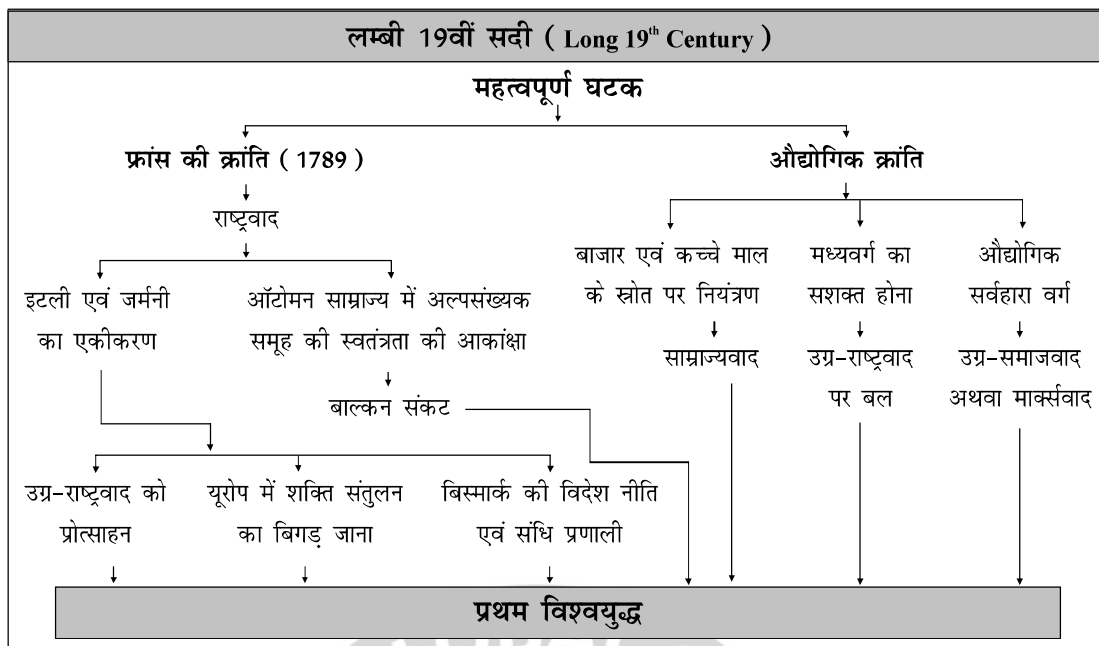 लम्बी 19वीं सदी ( Long 19th Century )
महत्वपूर्ण घटक
फ्रांस की क्रांति ( 1789 )
औद्योगिक क्रांति
राष्ट्रवाद
बाजार एवं कच्चे माल
के स्रोत पर नियंत्रण
मध्यवर्ग का
सशक्त होना
औद्योगिक
सर्वहारा वर्ग
इटली एवं जर्मनी
का एकीकरण
ऑटोमन साम्राज्य में अल्पसंख्यक
समूह की स्वतंत्रता की आकांक्षा
साम्राज्यवाद
उग्र-राष्ट्रवाद
पर बल
उग्र-समाजवाद
अथवा मार्क्सवाद
बाल्कन संकट
उग्र-राष्ट्रवाद को
प्रोत्साहन
यूरोप में शक्ति संतुलन
का बिगड़ जाना
बिस्मार्क की विदेश नीति
एवं संधि प्रणाली
प्रथम विश्वयुद्ध